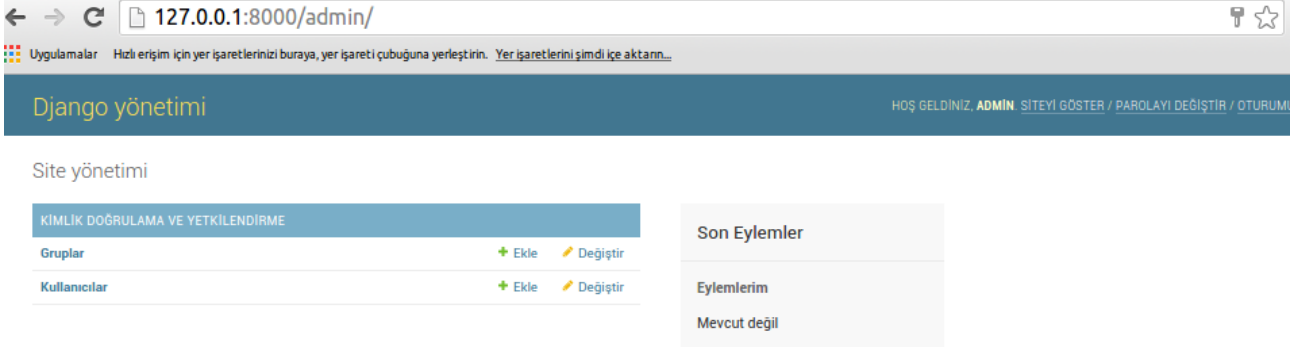 127.0.0.1:8000/admin/
Uygulamalar Hızlı erişim için yer işaretlerinizi buraya, yer işareti çubuğuna yerleştirin. Yer işaretlerini şimdi içe aktarın...
Django yönetimi
HOŞ GELDİNİZ, ADMİN. SİTEYİ GÖSTER / PAROLAYI DEĞİŞTİR / OTURUMU
Site yönetimi
KİMLİK DOĞRULAMA VE YETKİLENDİRME
Gruplar + Ekle Değiştir
Kullanıcılar + Ekle Değiştir
Son Eylemler
Eylemlerim
Mevcut değil